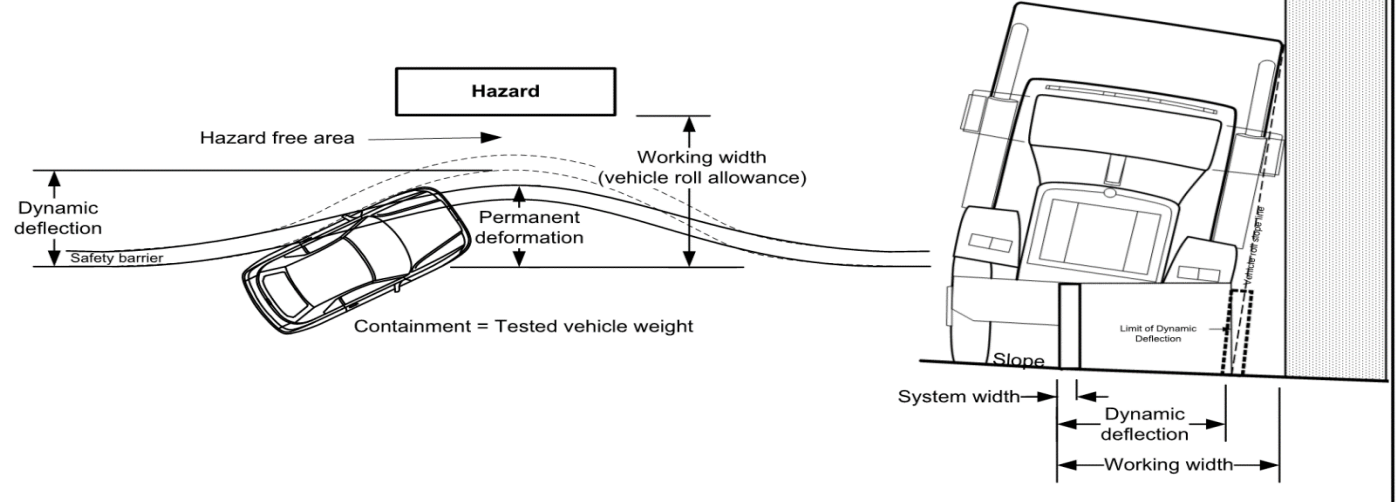 Hazard
Hazard free area
Working width
(vehicle roll allowance)
Dynamic
deflection
Permanent
deformation
Safety barrier
Containment = Tested vehicle weight
Vehicle roll slope line
Limit of Dynamic
Deflection
Slope
System width
Dynamic
deflection
Working width